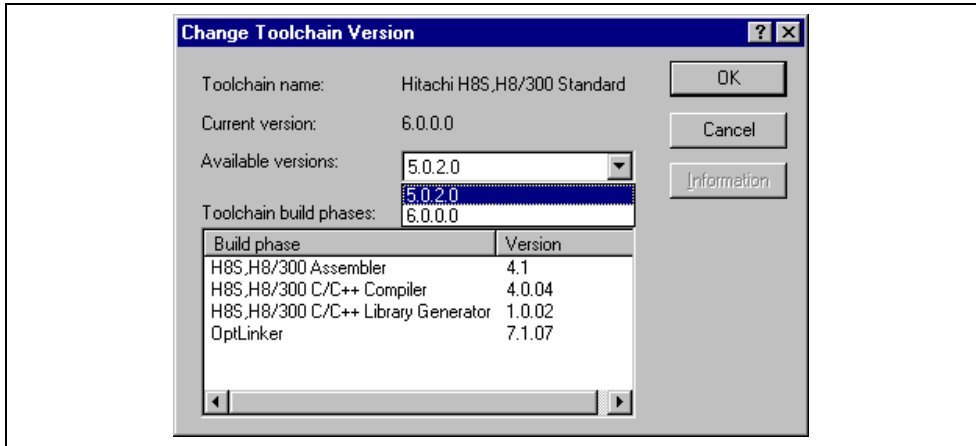 Change Toolchain Version
Toolchain name: Hitachi H8S,H8/300 Standard
OK
Current version: 6.0.0.0
Cancel
Available versions: 5.0.2.0
Information
5.0.2.0
Toolchain build phases: 6.0.0.0
Build phase Version
H8S,H8/300 Assembler 4.1
H8S,H8/300 C/C++ Compiler 4.0.04
H8S,H8/300 C/C++ Library Generator 1.0.02
OptLinker 7.1.07